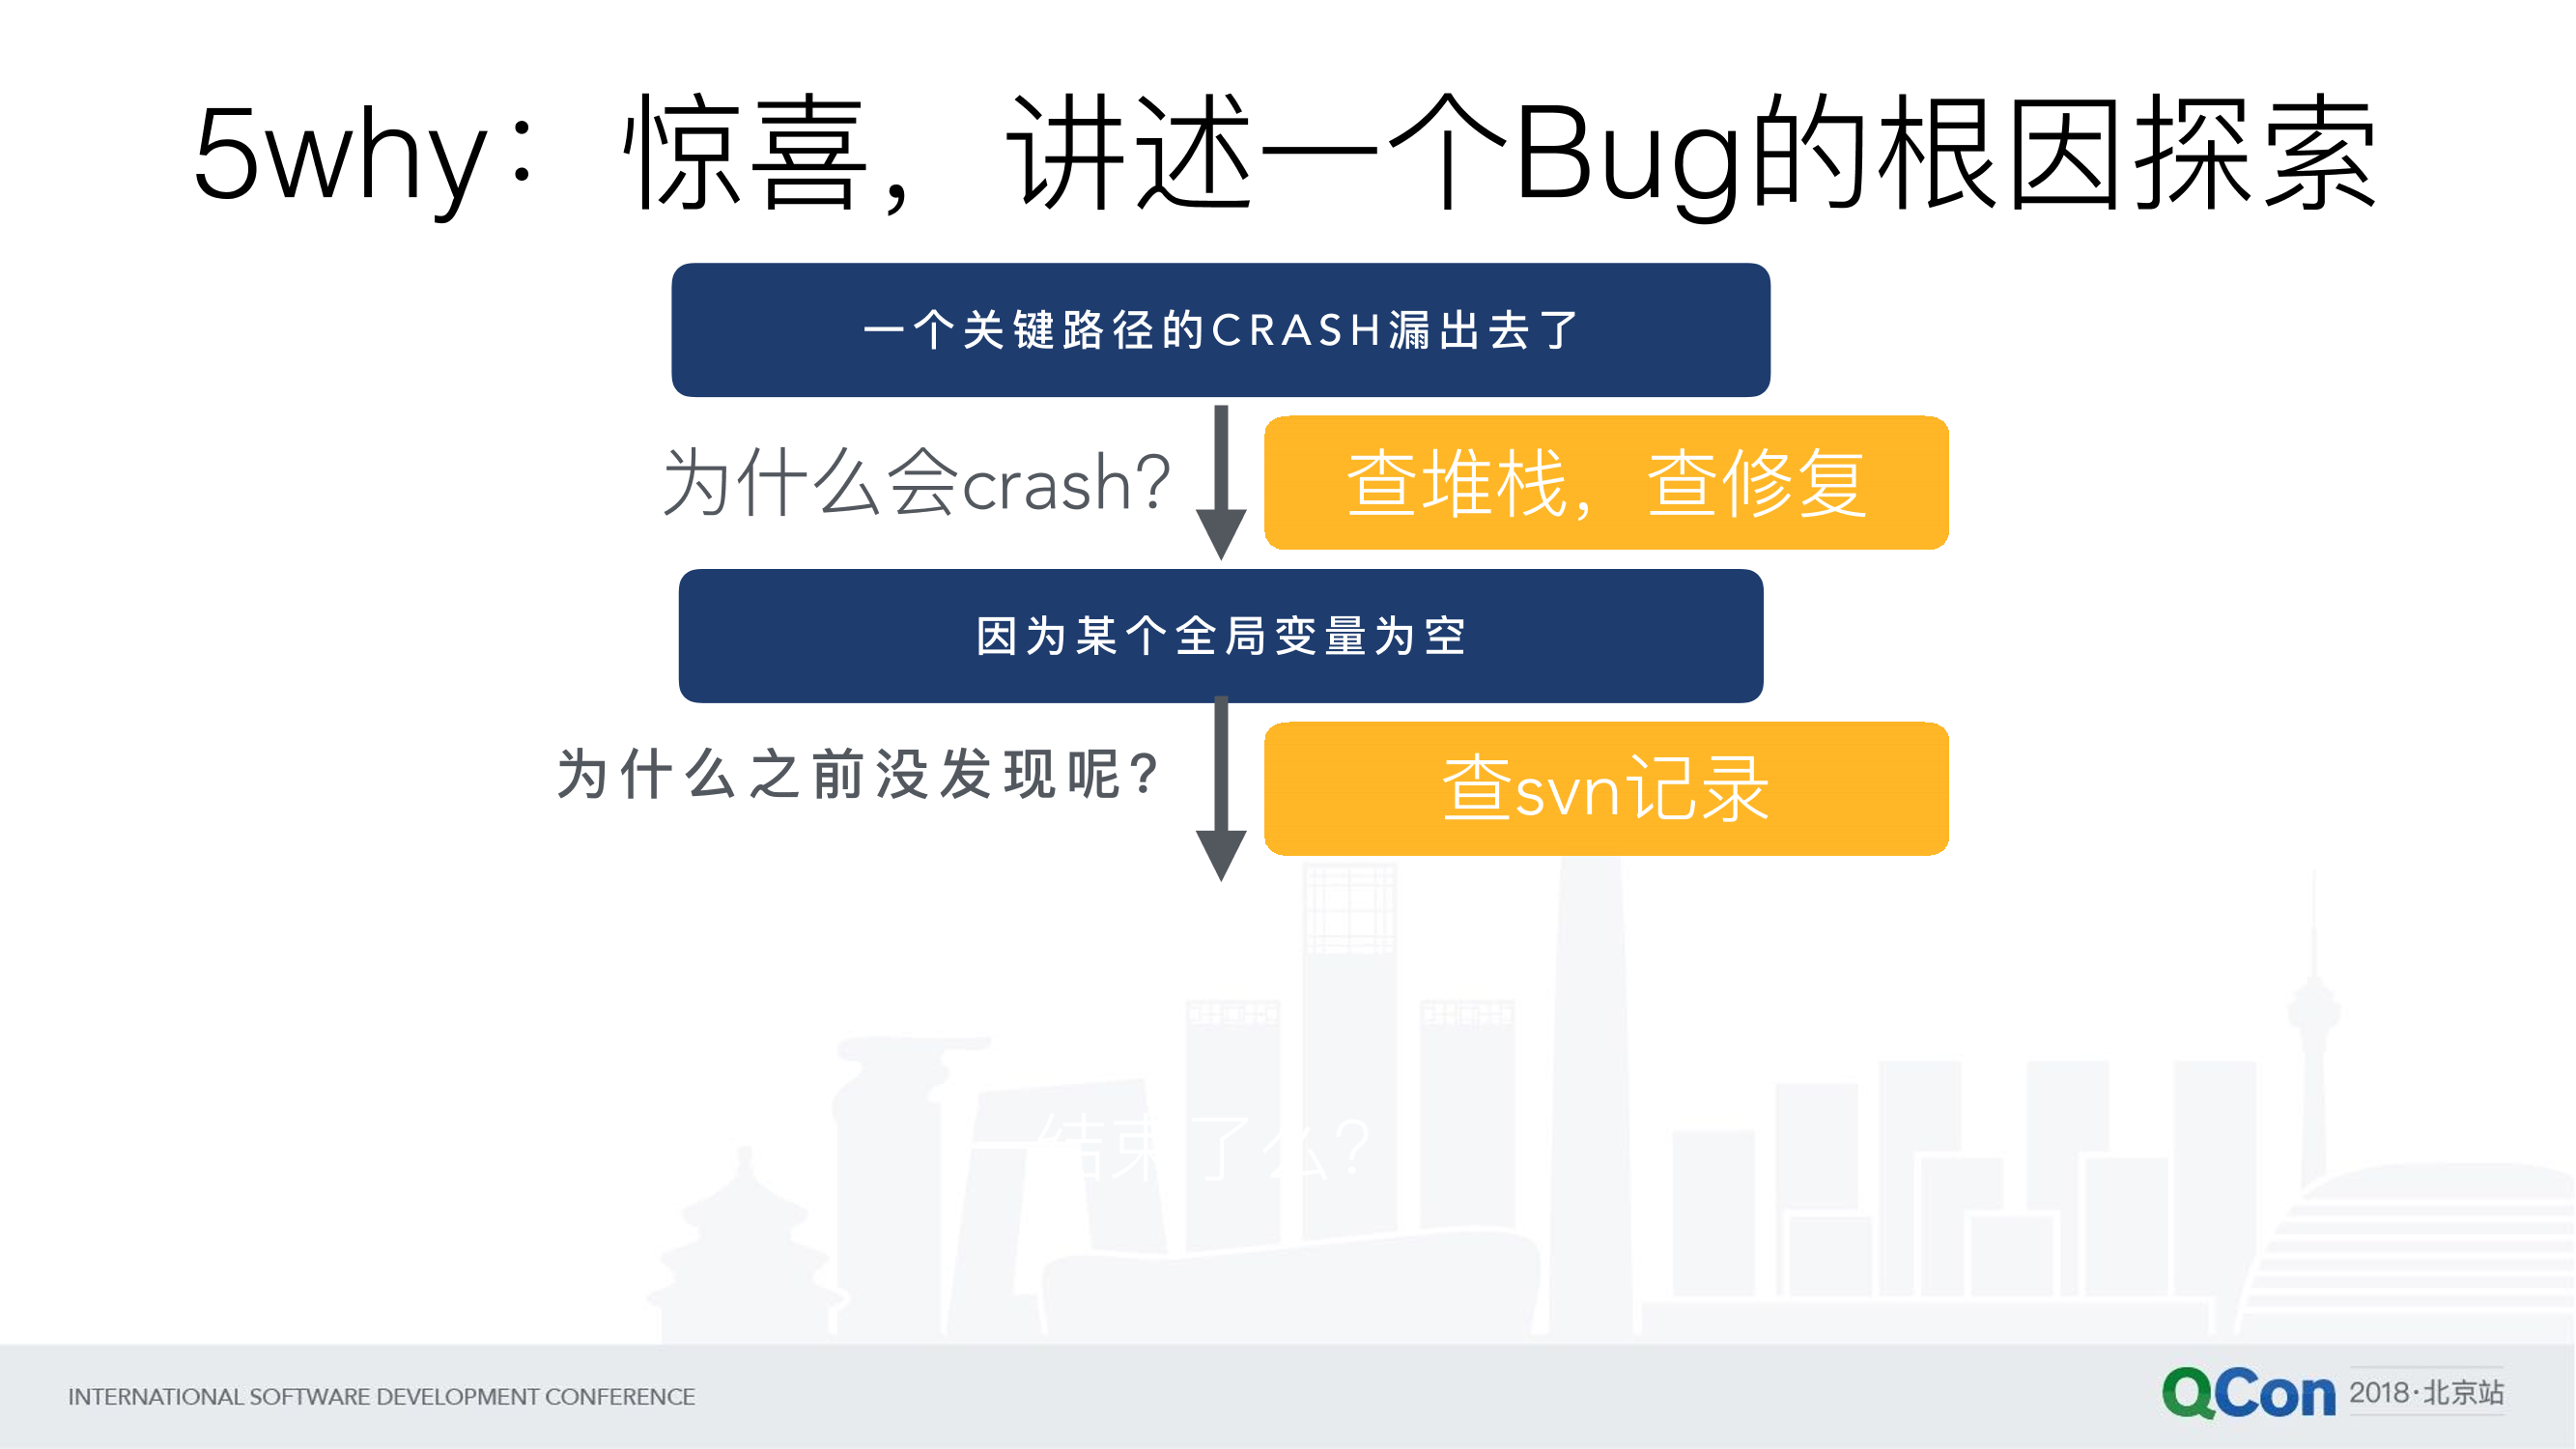 5why：惊喜，讲述一个Bug的根因探索
一个关键路径的CRASH漏出去了
为什么会crash？
查堆栈，查修复
因为某个全局变量为空
为什么之前没发现呢？
查svn记录
结束了么？
INTERNATIONAL SOFTWARE DEVELOPMENT CONFERENCE
QCon 2018·北京站